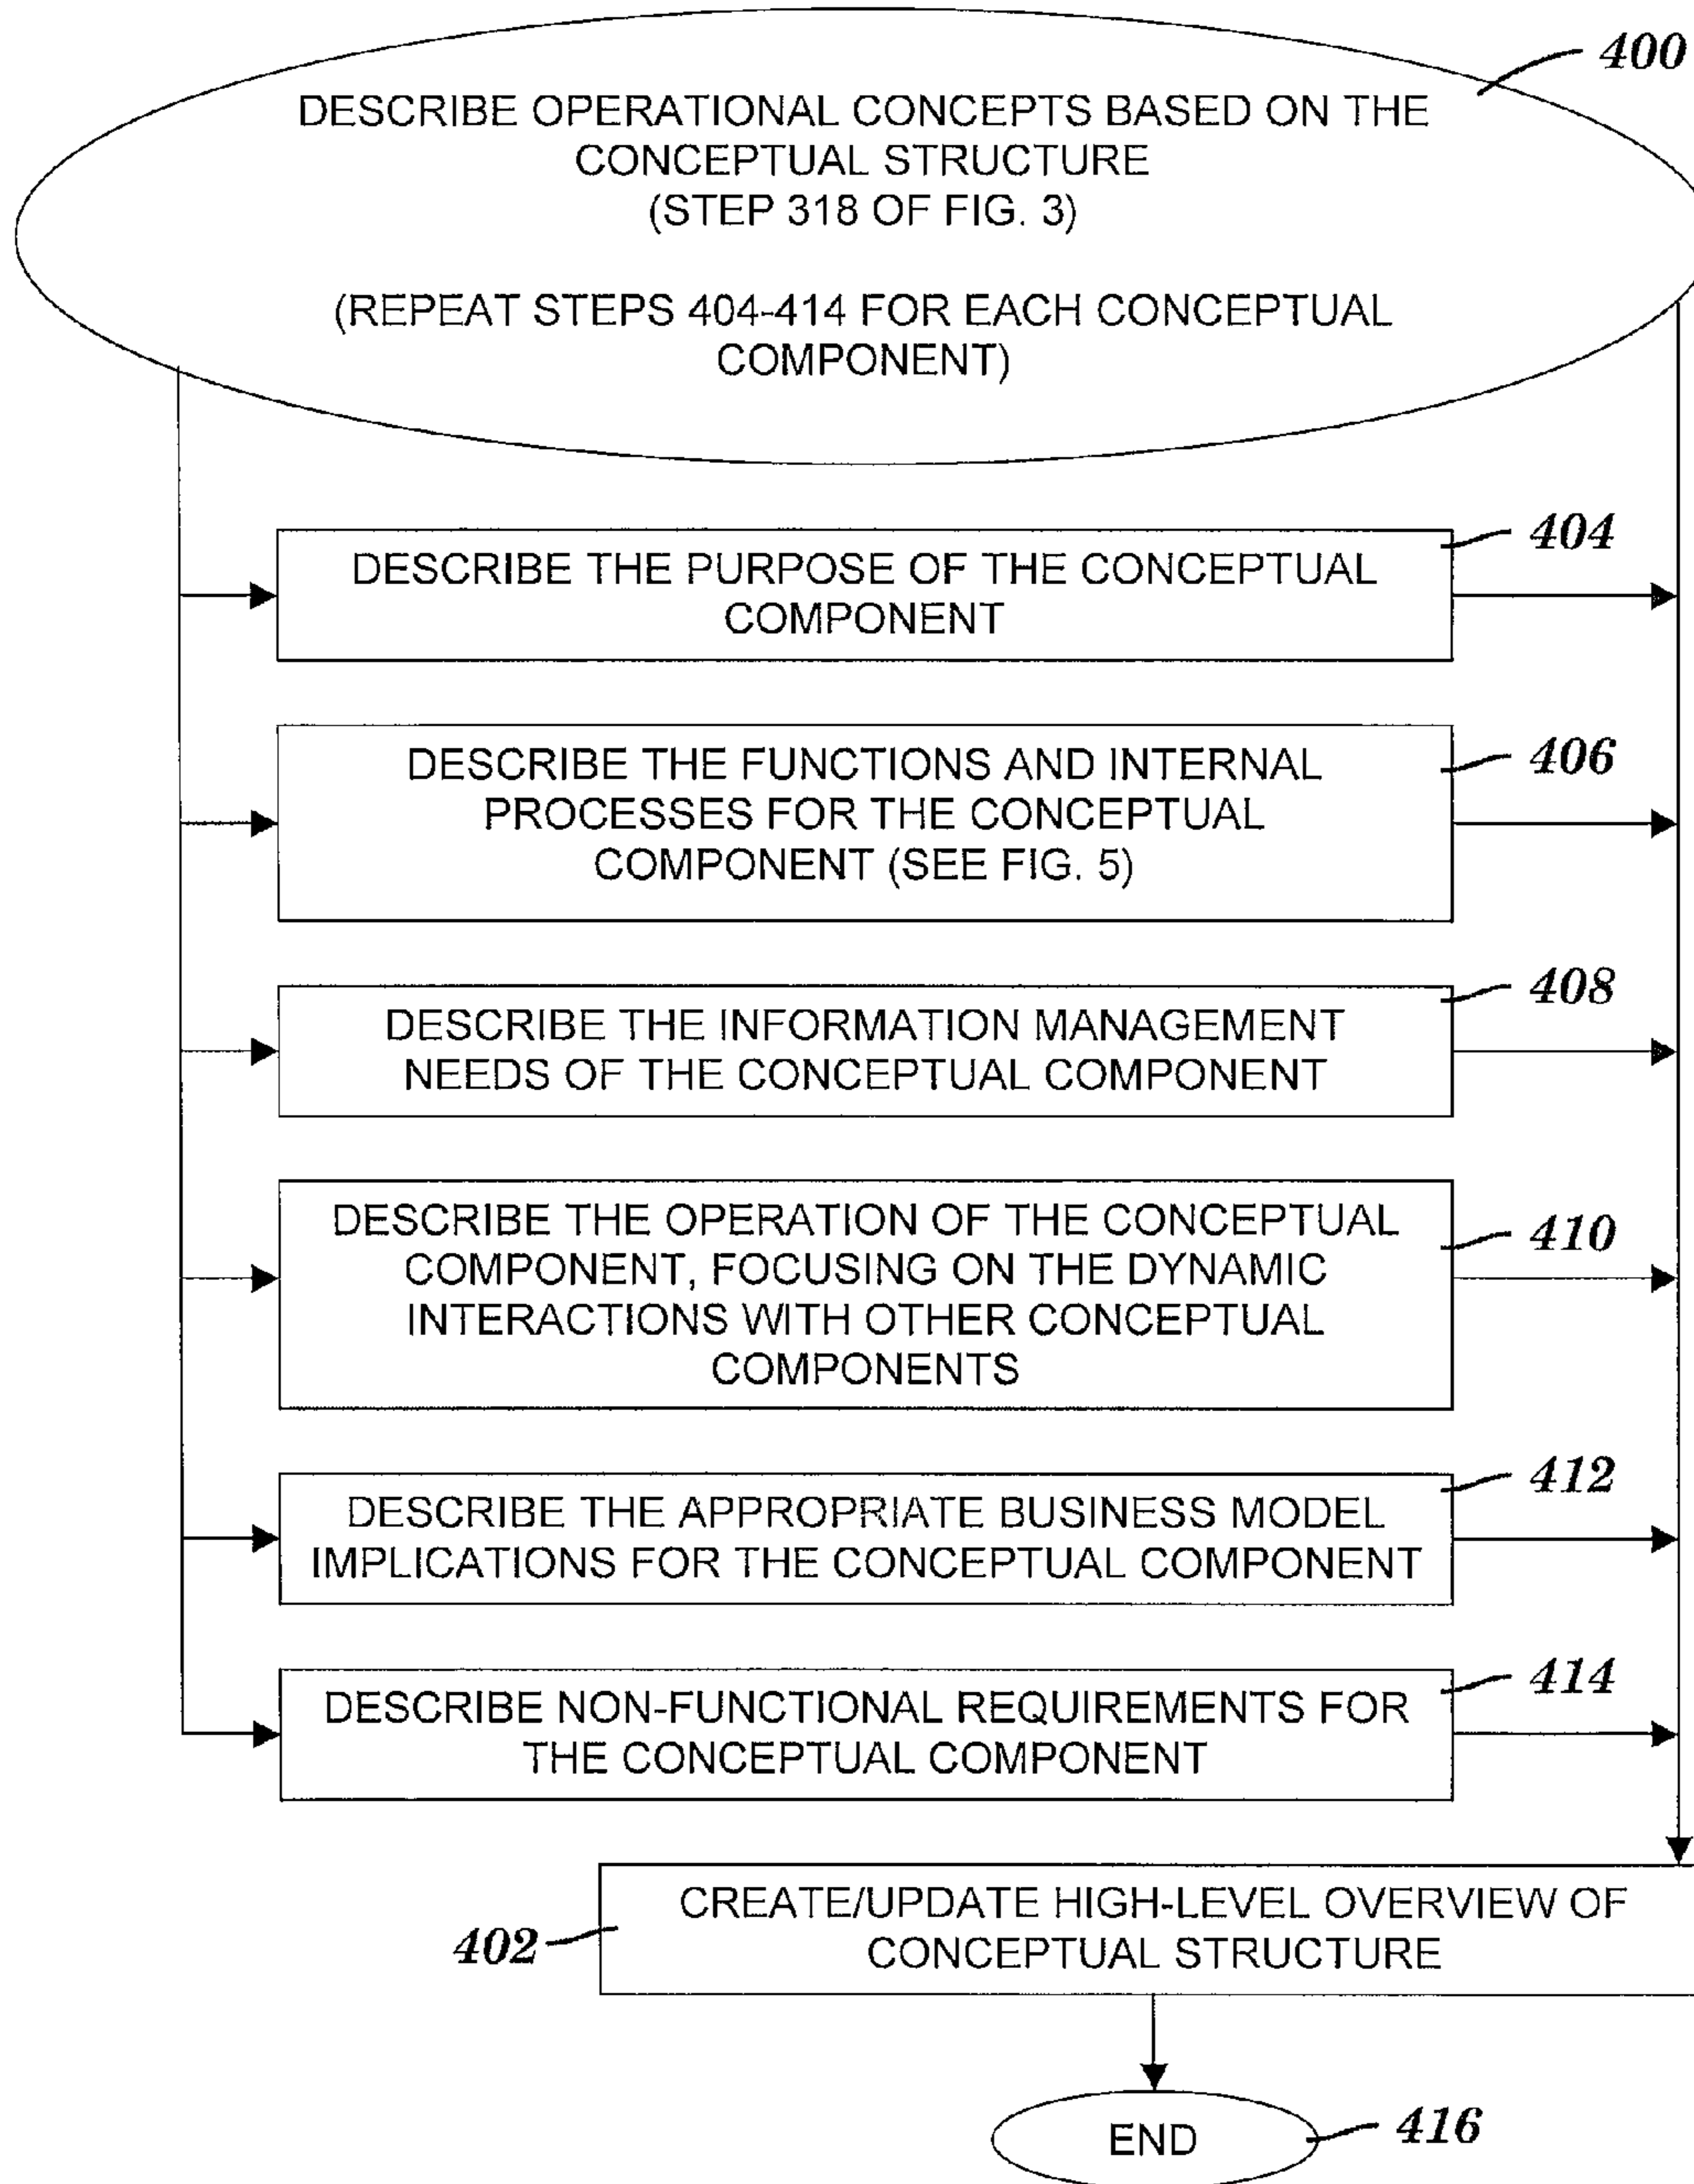 400
DESCRIBE OPERATIONAL CONCEPTS BASED ON THE
CONCEPTUAL STRUCTURE
(STEP 318 OF FIG. 3)
(REPEAT STEPS 404-414 FOR EACH CONCEPTUAL
COMPONENT)
404
DESCRIBE THE PURPOSE OF THE CONCEPTUAL
COMPONENT
406
DESCRIBE THE FUNCTIONS AND INTERNAL
PROCESSES FOR THE CONCEPTUAL
COMPONENT (SEE FIG. 5)
408
DESCRIBE THE INFORMATION MANAGEMENT
NEEDS OF THE CONCEPTUAL COMPONENT
410
DESCRIBE THE OPERATION OF THE CONCEPTUAL
COMPONENT, FOCUSING ON THE DYNAMIC
INTERACTIONS WITH OTHER CONCEPTUAL
COMPONENTS
412
DESCRIBE THE APPROPRIATE BUSINESS MODEL
IMPLICATIONS FOR THE CONCEPTUAL COMPONENT
414
DESCRIBE NON-FUNCTIONAL REQUIREMENTS FOR
THE CONCEPTUAL COMPONENT
CREATE/UPDATE HIGH-LEVEL OVERVIEW OF
CONCEPTUAL STRUCTURE
402
END
416